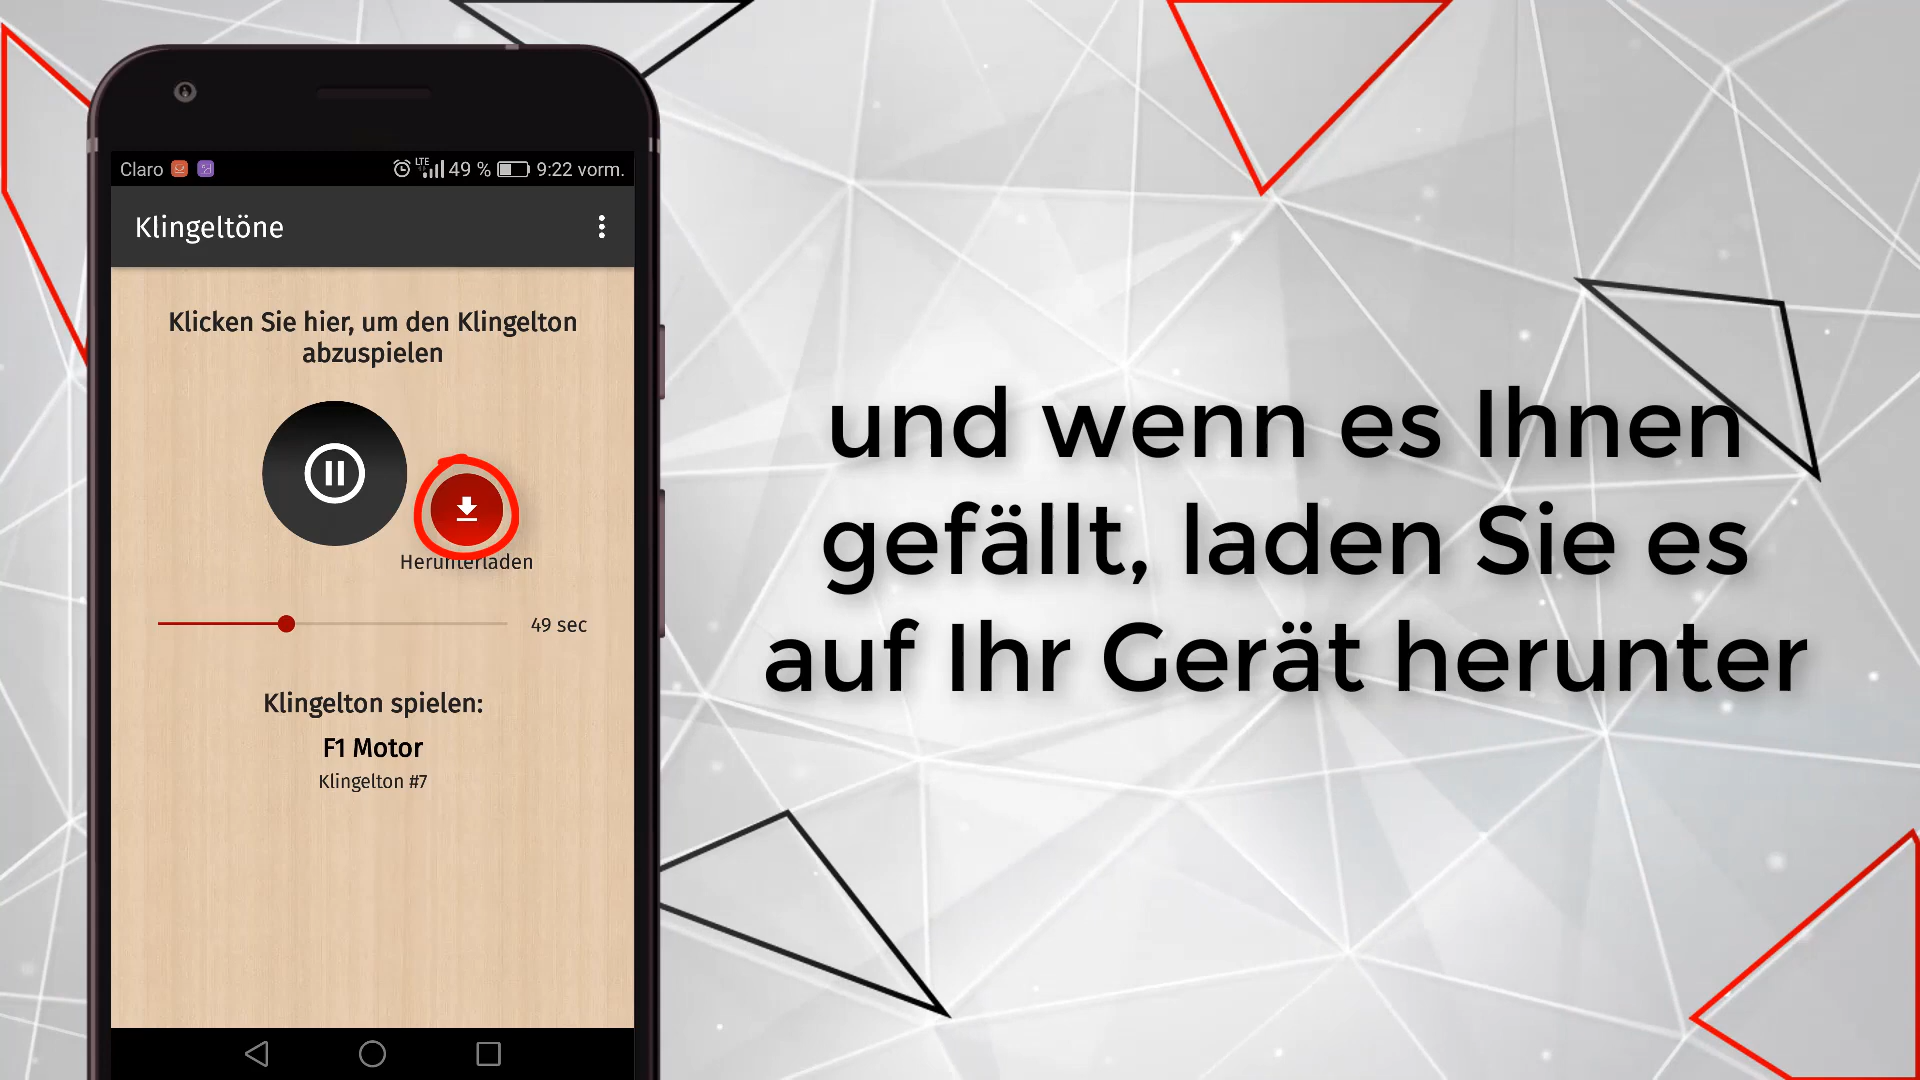 Claro LTE 49 % 9:22 vorm.
Klingeltöne
Klicken Sie hier, um den Klingelton
abzuspielen
Herunterladen
49 sec
Klingelton spielen:
F1 Motor
Klingelton #7
und wenn es Ihnen
gefällt, laden Sie es
auf Ihr Gerät herunter